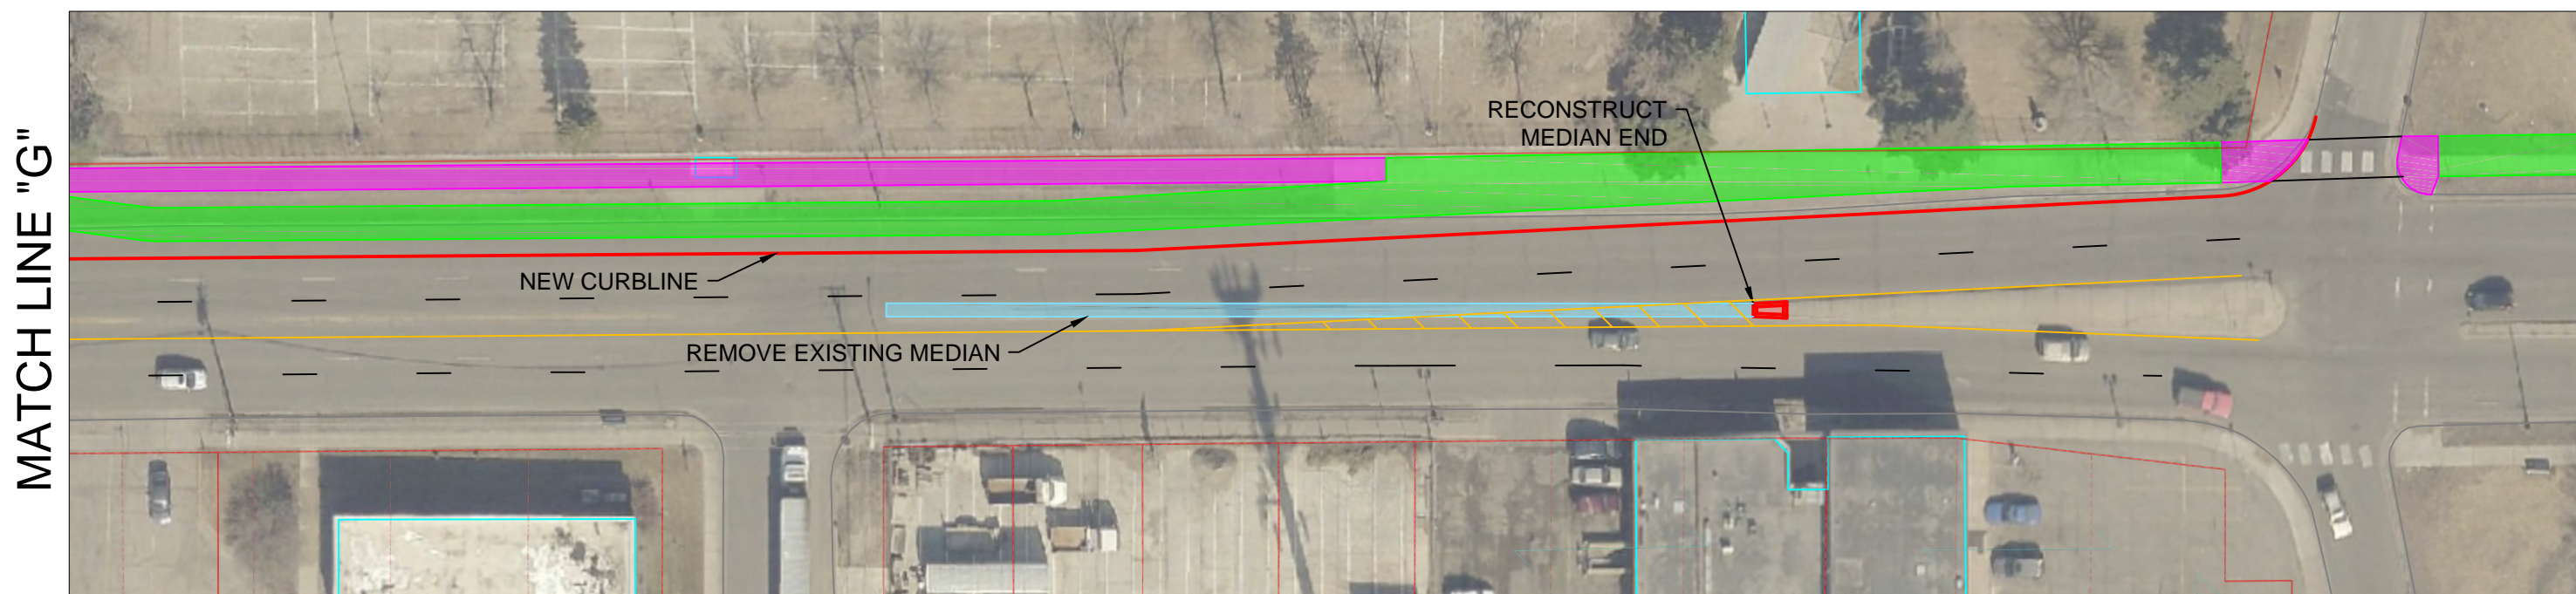 MATCH LINE "G"
RECONSTRUCT
MEDIAN END
NEW CURBLINE
REMOVE EXISTING MEDIAN